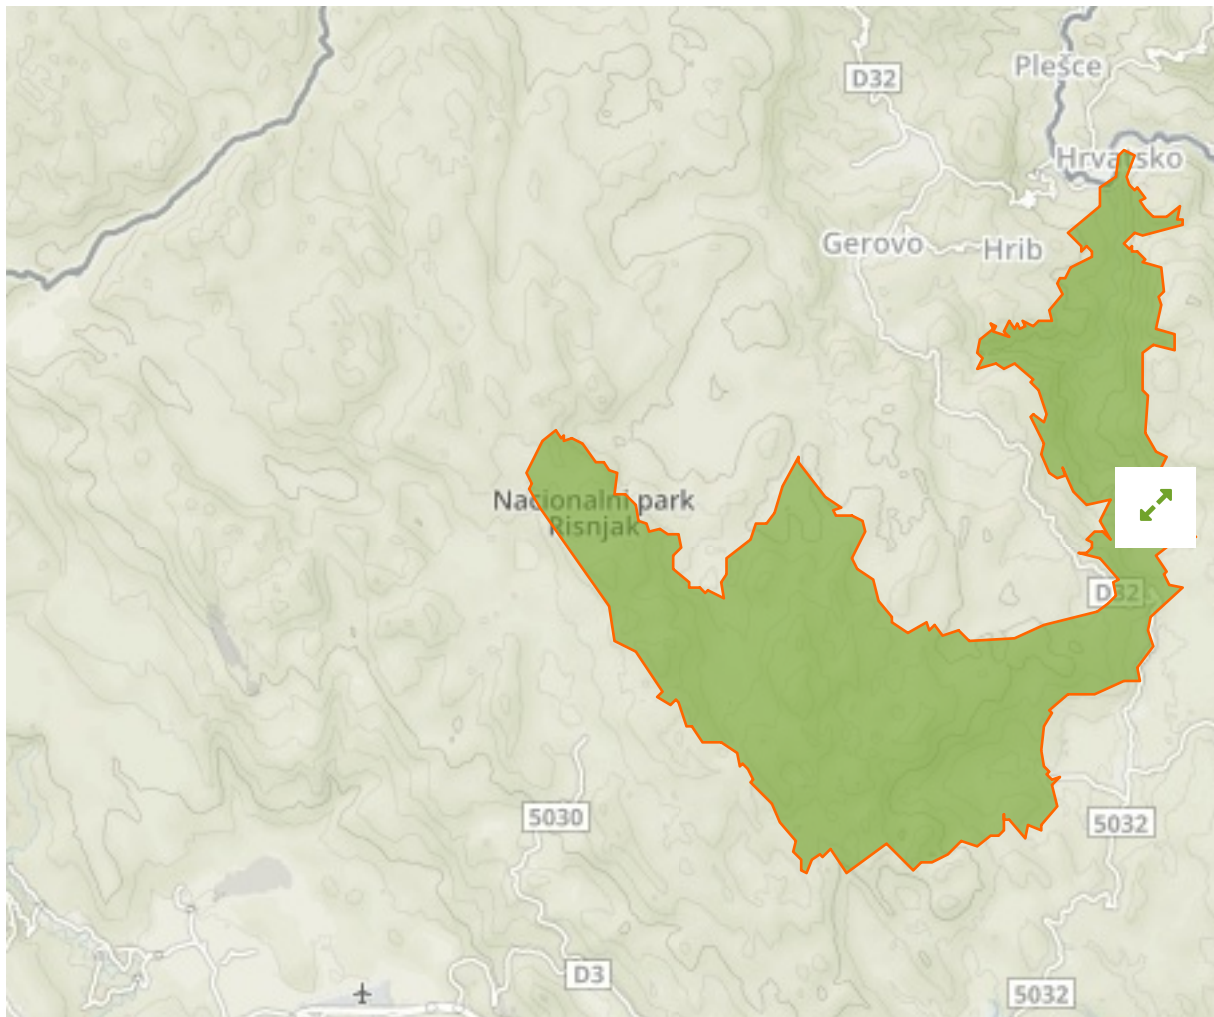 Plešce
D32
Hrvatsko
Gerovo
Hrib
Nacionalni park
Risnjak
D32
5030
5032
D3
5032